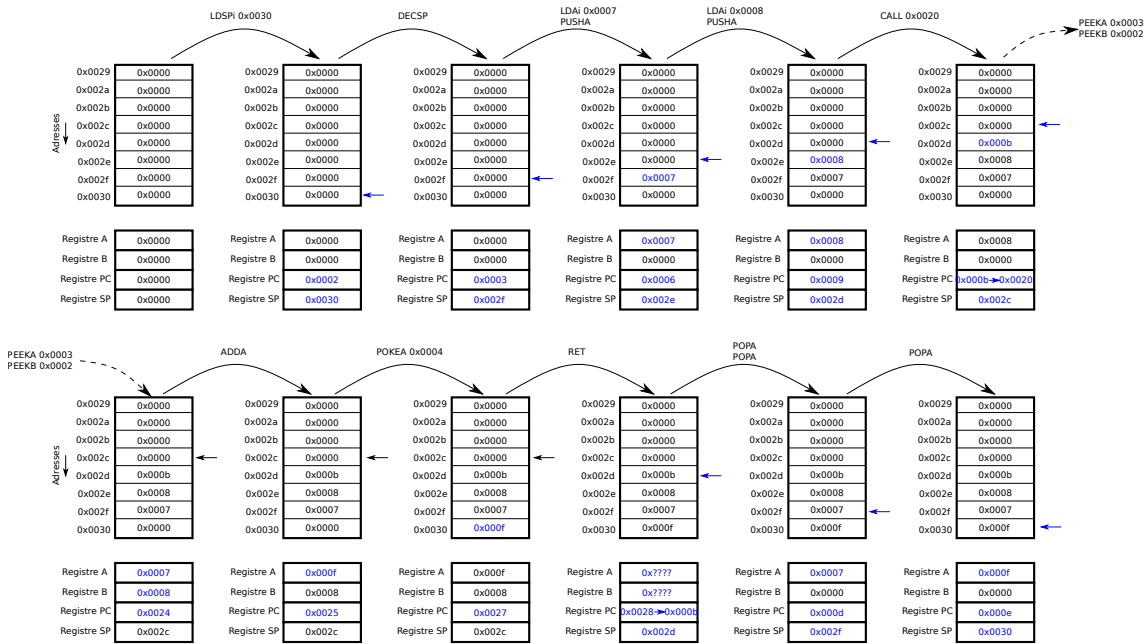 LDSPi 0x0030 DECSP LDAi 0x0007 LDAi 0x0008 CALL 0x0020 PEEKA 0x0003
PUSHA PUSHA PEEKB 0x0002
0x0029 0x0000 0x0029 0x0000 0x0029 0x0000 0x0029 0x0000 0x0029 0x0000 0x0029 0x0000
0x002a 0x0000 0x002a 0x0000 0x002a 0x0000 0x002a 0x0000 0x002a 0x0000 0x002a 0x0000
0x002b 0x0000 0x002b 0x0000 0x002b 0x0000 0x002b 0x0000 0x002b 0x0000 0x002b 0x0000
Adresses 0x002c 0x0000 0x002c 0x0000 0x002c 0x0000 0x002c 0x0000 0x002c 0x0000 0x002c 0x0000
0x002d 0x0000 0x002d 0x0000 0x002d 0x0000 0x002d 0x0000 0x002d 0x0000 0x002d 0x000b
0x002e 0x0000 0x002e 0x0000 0x002e 0x0000 0x002e 0x0000 0x002e 0x0008 0x002e 0x0008
0x002f 0x0000 0x002f 0x0000 0x002f 0x0000 0x002f 0x0007 0x002f 0x0007 0x002f 0x0007
0x0030 0x0000 0x0030 0x0000 0x0030 0x0000 0x0030 0x0000 0x0030 0x0000 0x0030 0x0000
Registre A 0x0000 Registre A 0x0000 Registre A 0x0000 Registre A 0x0007 Registre A 0x0008 Registre A 0x0008
Registre B 0x0000 Registre B 0x0000 Registre B 0x0000 Registre B 0x0000 Registre B 0x0000 Registre B 0x0000
Registre PC 0x0000 Registre PC 0x0002 Registre PC 0x0003 Registre PC 0x0006 Registre PC 0x0009 Registre PC 0x000b→0x0020
Registre SP 0x0000 Registre SP 0x0030 Registre SP 0x002f Registre SP 0x002e Registre SP 0x002d Registre SP 0x002c
PEEKA 0x0003 ADDA POKEA 0x0004 RET POPA POPA
PEEKB 0x0002 POPA
0x0029 0x0000 0x0029 0x0000 0x0029 0x0000 0x0029 0x0000 0x0029 0x0000 0x0029 0x0000
0x002a 0x0000 0x002a 0x0000 0x002a 0x0000 0x002a 0x0000 0x002a 0x0000 0x002a 0x0000
0x002b 0x0000 0x002b 0x0000 0x002b 0x0000 0x002b 0x0000 0x002b 0x0000 0x002b 0x0000
Adresses 0x002c 0x0000 0x002c 0x0000 0x002c 0x0000 0x002c 0x0000 0x002c 0x0000 0x002c 0x0000
0x002d 0x000b 0x002d 0x000b 0x002d 0x000b 0x002d 0x000b 0x002d 0x000b 0x002d 0x000b
0x002e 0x0008 0x002e 0x0008 0x002e 0x0008 0x002e 0x0008 0x002e 0x0008 0x002e 0x0008
0x002f 0x0007 0x002f 0x0007 0x002f 0x0007 0x002f 0x0007 0x002f 0x0007 0x002f 0x0007
0x0030 0x0000 0x0030 0x0000 0x0030 0x000f 0x0030 0x000f 0x0030 0x000f 0x0030 0x000f
Registre A 0x0007 Registre A 0x000f Registre A 0x000f Registre A 0x???? Registre A 0x0007 Registre A 0x000f
Registre B 0x0008 Registre B 0x0008 Registre B 0x0008 Registre B 0x???? Registre B 0x0000 Registre B 0x0000
Registre PC 0x0024 Registre PC 0x0025 Registre PC 0x0027 Registre PC 0x0028→0x000b Registre PC 0x000d Registre PC 0x000e
Registre SP 0x002c Registre SP 0x002c Registre SP 0x002c Registre SP 0x002d Registre SP 0x002f Registre SP 0x0030